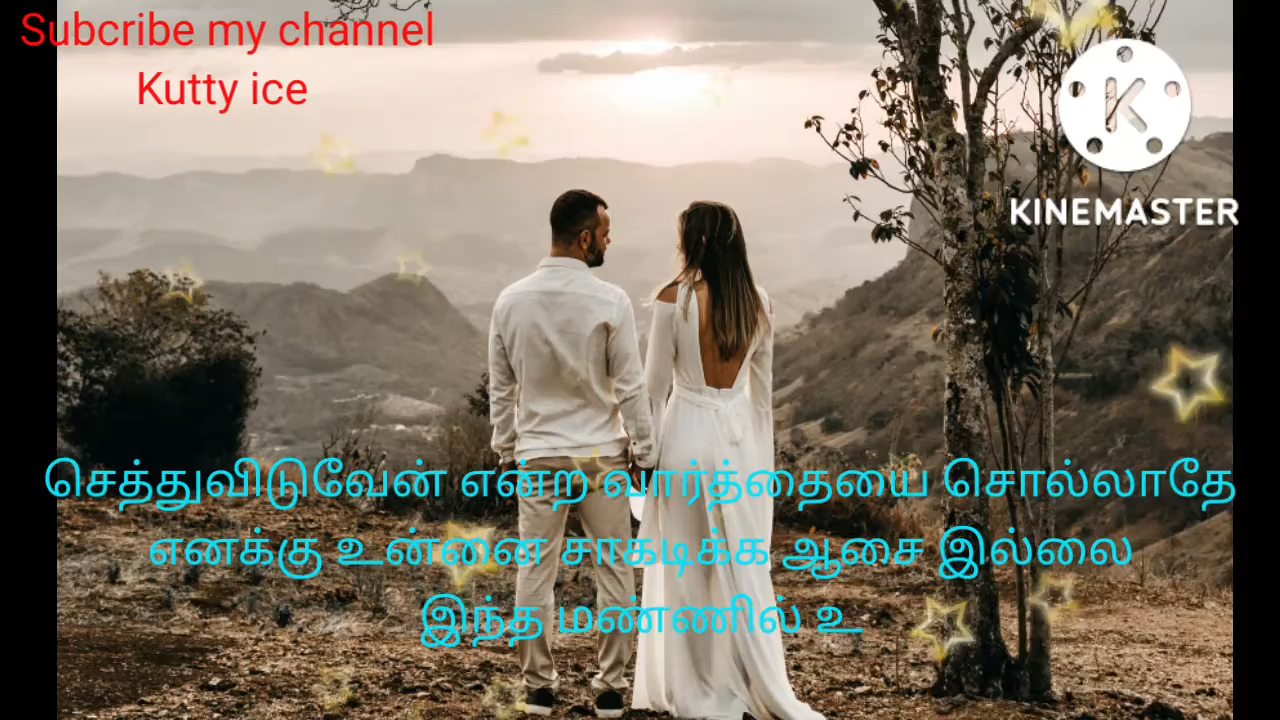 Subcribe my channel
Kutty ice
KINEMASTER
செத்துவிடுவேன் என்ற வார்த்தையை சொல்லாதே
எனக்கு உன்னை சாகடிக்க ஆசை இல்லை
இந்த மண்ணில் உ